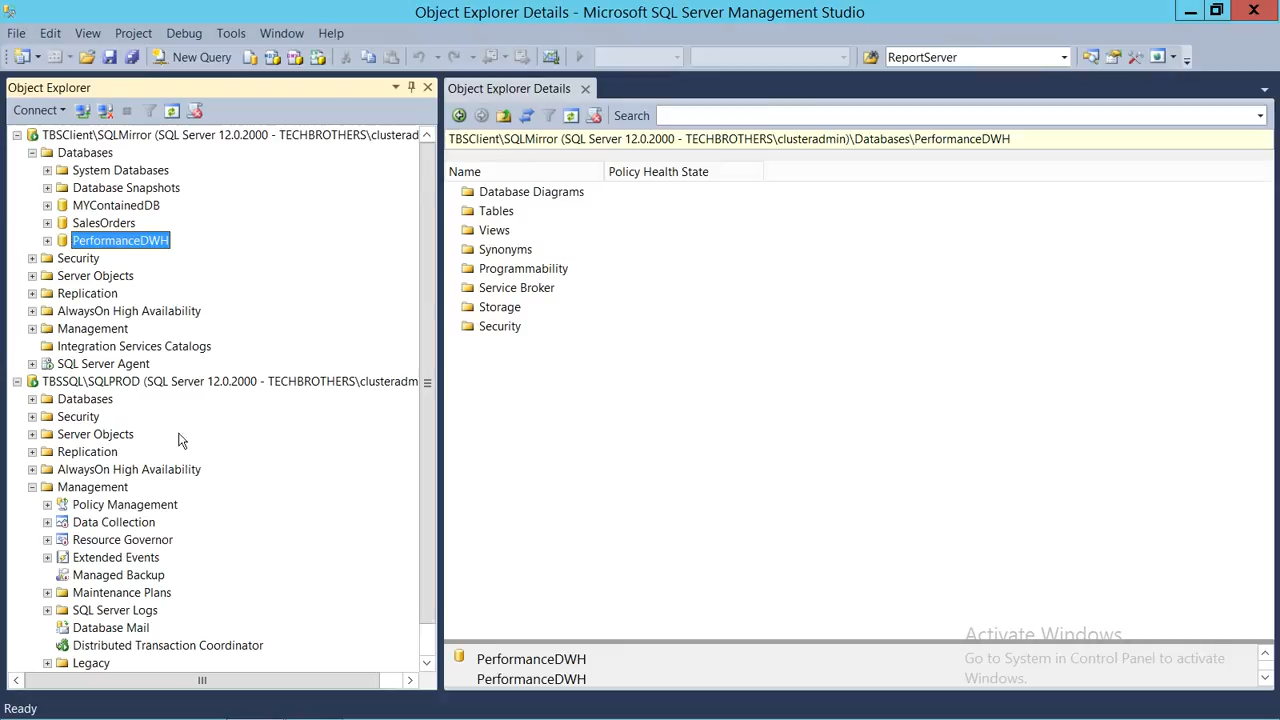 Object Explorer Details - Microsoft SQL Server Management Studio
File Edit View Project Debug Tools Window Help
New Query ReportServer
Object Explorer
Connect
TBSClient\SQLMirror (SQL Server 12.0.2000 - TECHBROTHERS\clusterad
Databases
System Databases
Database Snapshots
MYContainedDB
SalesOrders
PerformanceDWH
Security
Server Objects
Replication
AlwaysOn High Availability
Management
Integration Services Catalogs
SQL Server Agent
TBSSQL\SQLPROD (SQL Server 12.0.2000 - TECHBROTHERS\clusteradm
Databases
Security
Server Objects
Replication
AlwaysOn High Availability
Management
Policy Management
Data Collection
Resource Governor
Extended Events
Managed Backup
Maintenance Plans
SQL Server Logs
Database Mail
Distributed Transaction Coordinator
Legacy
Object Explorer Details
Search
TBSClient\SQLMirror (SQL Server 12.0.2000 - TECHBROTHERS\clusteradmin)\Databases\PerformanceDWH
Name Policy Health State
Database Diagrams
Tables
Views
Synonyms
Programmability
Service Broker
Storage
Security
PerformanceDWH
PerformanceDWH
Activate Windows
Go to System in Control Panel to activate
Windows.
Ready